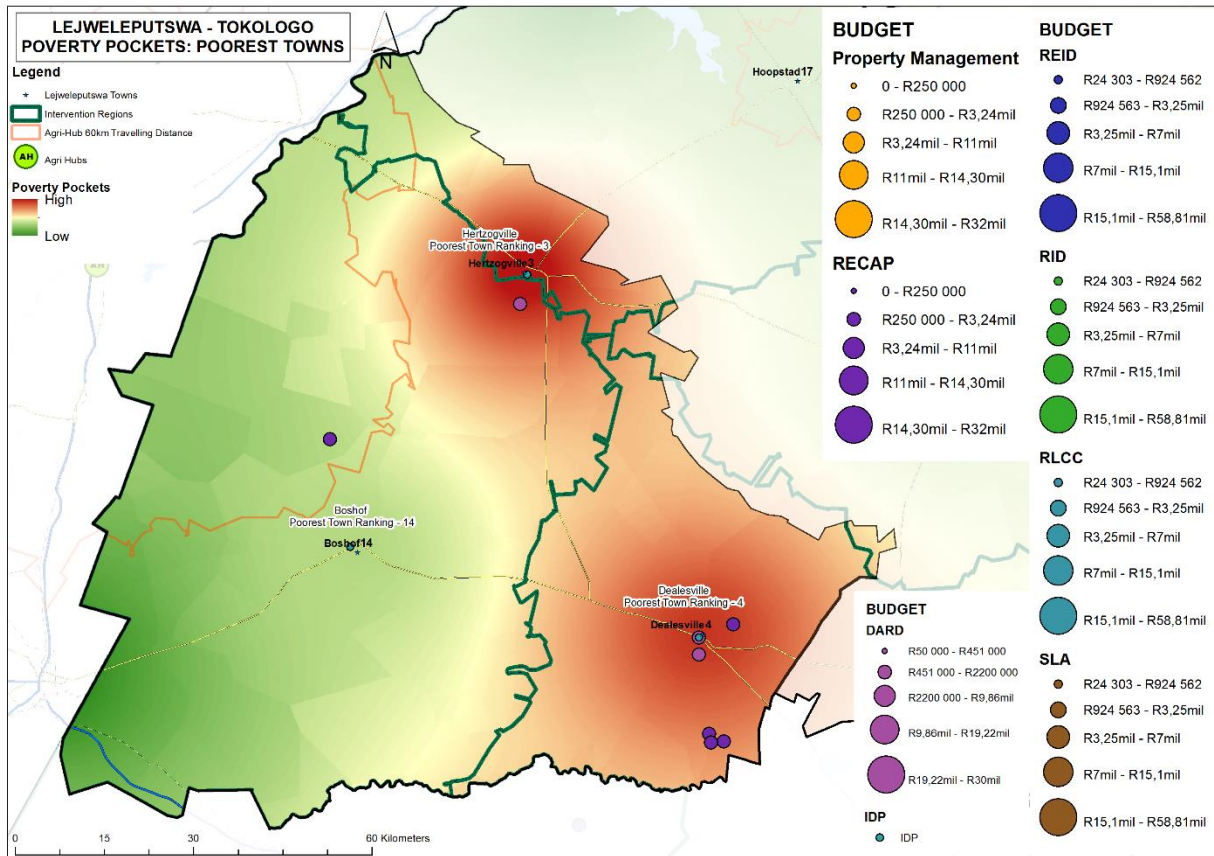 LEJWELEPUTSWA - TOKOLOGO
POVERTY POCKETS: POOREST TOWNS
N
Legend
Lejweleputswa Towns
Intervention Regions
Agri-Hub 60km Travelling Distance
AH
Agri Hubs
Poverty Pockets
High
Low
AH
Hoopstad17
Hertzogville
Poorest Town Ranking - 3
Hertzogville3
Boshof
Poorest Town Ranking - 14
Boshof14
Dealesville
Poorest Town Ranking - 4
Dealesville4
0 15 30 60 Kilometers
BUDGET
Property Management
0 - R250 000
R250 000 - R3,24mil
R3,24mil - R11mil
R11mil - R14,30mil
R14,30mil - R32mil
RECAP
0 - R250 000
R250 000 - R3,24mil
R3,24mil - R11mil
R11mil - R14,30mil
R14,30mil - R32mil
BUDGET
DARD
R50 000 - R451 000
R451 000 - R2200 000
R2200 000 - R9,86mil
R9,86mil - R19,22mil
R19,22mil - R30mil
IDP
IDP
BUDGET
REID
R24 303 - R924 562
R924 563 - R3,25mil
R3,25mil - R7mil
R7mil - R15,1mil
R15,1mil - R58,81mil
RID
R24 303 - R924 562
R924 563 - R3,25mil
R3,25mil - R7mil
R7mil - R15,1mil
R15,1mil - R58,81mil
RLCC
R24 303 - R924 562
R924 563 - R3,25mil
R3,25mil - R7mil
R7mil - R15,1mil
R15,1mil - R58,81mil
SLA
R24 303 - R924 562
R924 563 - R3,25mil
R3,25mil - R7mil
R7mil - R15,1mil
R15,1mil - R58,81mil